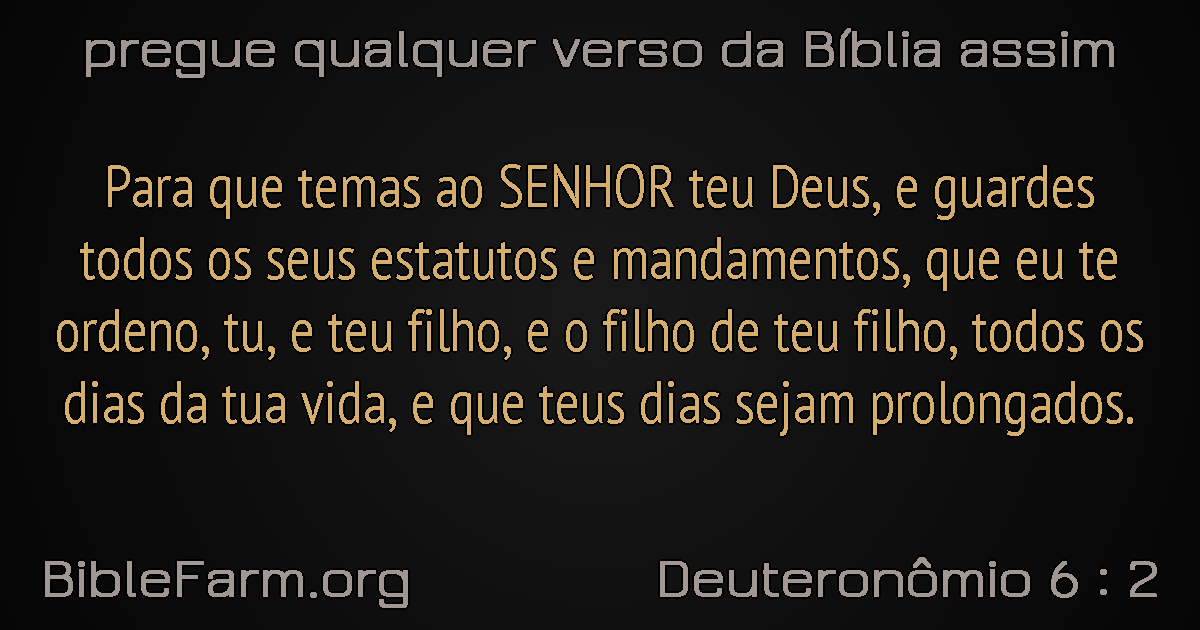 pregue qualquer verso da Bíblia assim
Para que temas ao SENHOR teu Deus, e guardes
todos os seus estatutos e mandamentos, que eu te
ordeno, tu, e teu filho, e o filho de teu filho, todos os
dias da tua vida, e que teus dias sejam prolongados.
BibleFarm.org
Deuteronômio 6 : 2